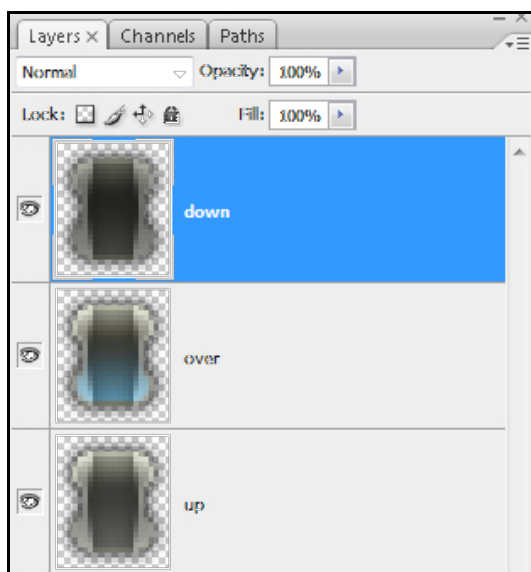 Layers × Channels Paths
Normal Opacity: 100%
Lock: Fill: 100%
down
over
up